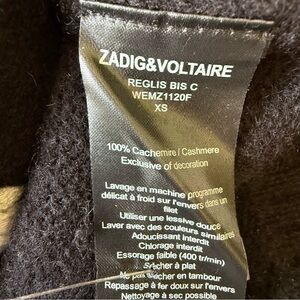 ZADIG&VOLTAIRE
REGLIS BIS C
WEMZ1120F
XS
100% Cachemire / Cashmere
Exclusive of decoration
Lavage en machine programme
délicat à froid sur l'envers dans un
filet
Utiliser une lessive douce
Laver avec des couleurs similaires
Adoucissant interdit
Chlorage interdit
Essorage faible (400 tr/min)
Sécher à plat
Ne pas sécher en tambour
Repassage à fer doux sur l'envers
Nettoyage à sec possible